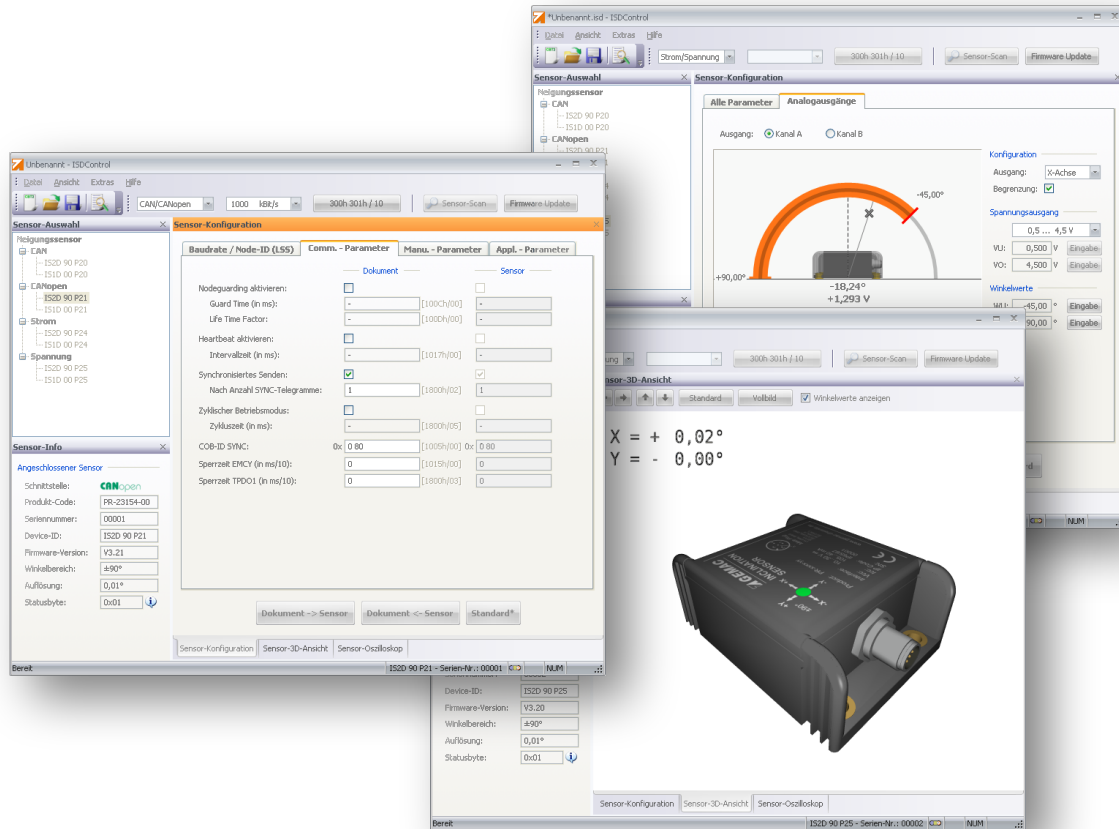 *Unbenannt.isd - ISDControl
Datei Ansicht Extras Hilfe
Strom/Spannung 300h 301h / 10 Sensor-Scan Firmware Update
Sensor-Auswahl
Neigungssensor
CAN
IS2D 90 P20
IS1D 00 P20
CANopen
IS2D 90 P21
Sensor-Konfiguration
Alle Parameter Analogausgänge
Ausgang: Kanal A Kanal B
-45,00°
+90,00°
-18,24°
+1,293 V
Konfiguration
Ausgang: X-Achse
Begrenzung:
Spannungsausgang
0,5 ... 4,5 V
VU: 0,500 V Eingabe
VO: 4,500 V Eingabe
Winkelwerte
WU: -45,00 ° Eingabe
90,00 ° Eingabe
NUM
Unbenannt - ISDControl
Datei Ansicht Extras Hilfe
CAN/CANopen 1000 kBit/s 300h 301h / 10 Sensor-Scan Firmware Update
Sensor-Auswahl
Neigungssensor
CAN
IS2D 90 P20
IS1D 00 P20
CANopen
IS2D 90 P21
IS1D 00 P21
Strom
IS2D 90 P24
IS1D 00 P24
Spannung
IS2D 90 P25
IS1D 00 P25
Sensor-Info
Angeschlossener Sensor
Schnittstelle: CANopen
Produkt-Code: PR-23154-00
Seriennummer: 00001
Device-ID: IS2D 90 P21
Firmware-Version: V3.21
Winkelbereich: ±90°
Auflösung: 0,01°
Statusbyte: 0x01
Sensor-Konfiguration
Baudrate / Node-ID (LSS) Comm. - Parameter Manu. - Parameter Appl. - Parameter
Dokument Sensor
Nodeguarding aktivieren:
Guard Time (in ms): - [100Ch/00] -
Life Time Factor: - [100Dh/00] -
Heartbeat aktivieren:
Intervallzeit (in ms): - [1017h/00] -
Synchronisiertes Senden:
Nach Anzahl SYNC-Telegramme: 1 [1800h/02] 1
Zyklischer Betriebsmodus:
Zykluszeit (in ms): - [1800h/05] -
COB-ID SYNC: 0x 0 80 [1005h/00] 0x 0 80
Sperrzeit EMCY (in ms/10): 0 [1015h/00] 0
Sperrzeit TPDO1 (in ms/10): 0 [1800h/03] 0
Dokument -> Sensor Dokument <- Sensor Standard*
Sensor-Konfiguration Sensor-3D-Ansicht Sensor-Oszilloskop
Bereit IS2D 90 P21 - Serien-Nr.: 00001 NUM
300h 301h / 10 Sensor-Scan Firmware Update
Sensor-3D-Ansicht
Standard Vollbild Winkelwerte anzeigen
X = + 0,02°
Y = - 0,00°
GEMAC
INCLINATION
SENSOR
Device-ID: IS2D 90 P25
Firmware-Version: V3.20
Winkelbereich: ±90°
Auflösung: 0,01°
Statusbyte: 0x01
Sensor-Konfiguration Sensor-3D-Ansicht Sensor-Oszilloskop
Bereit IS2D 90 P25 - Serien-Nr.: 00002 NUM